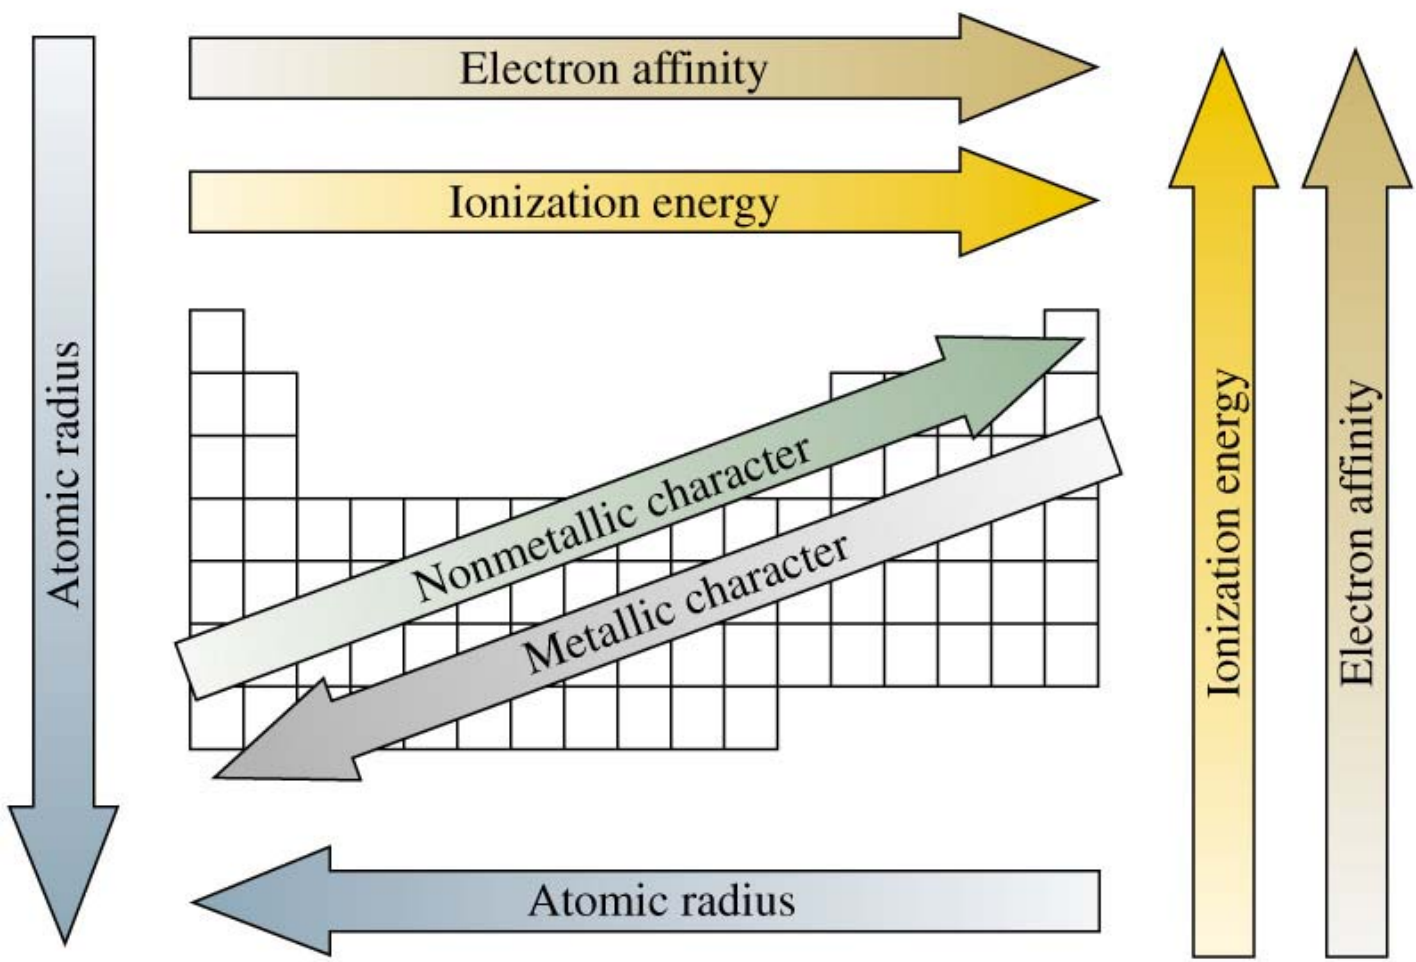 Electron affinity
Ionization energy
Atomic radius
Nonmetallic character
Metallic character
Ionization energy
Electron affinity
Atomic radius